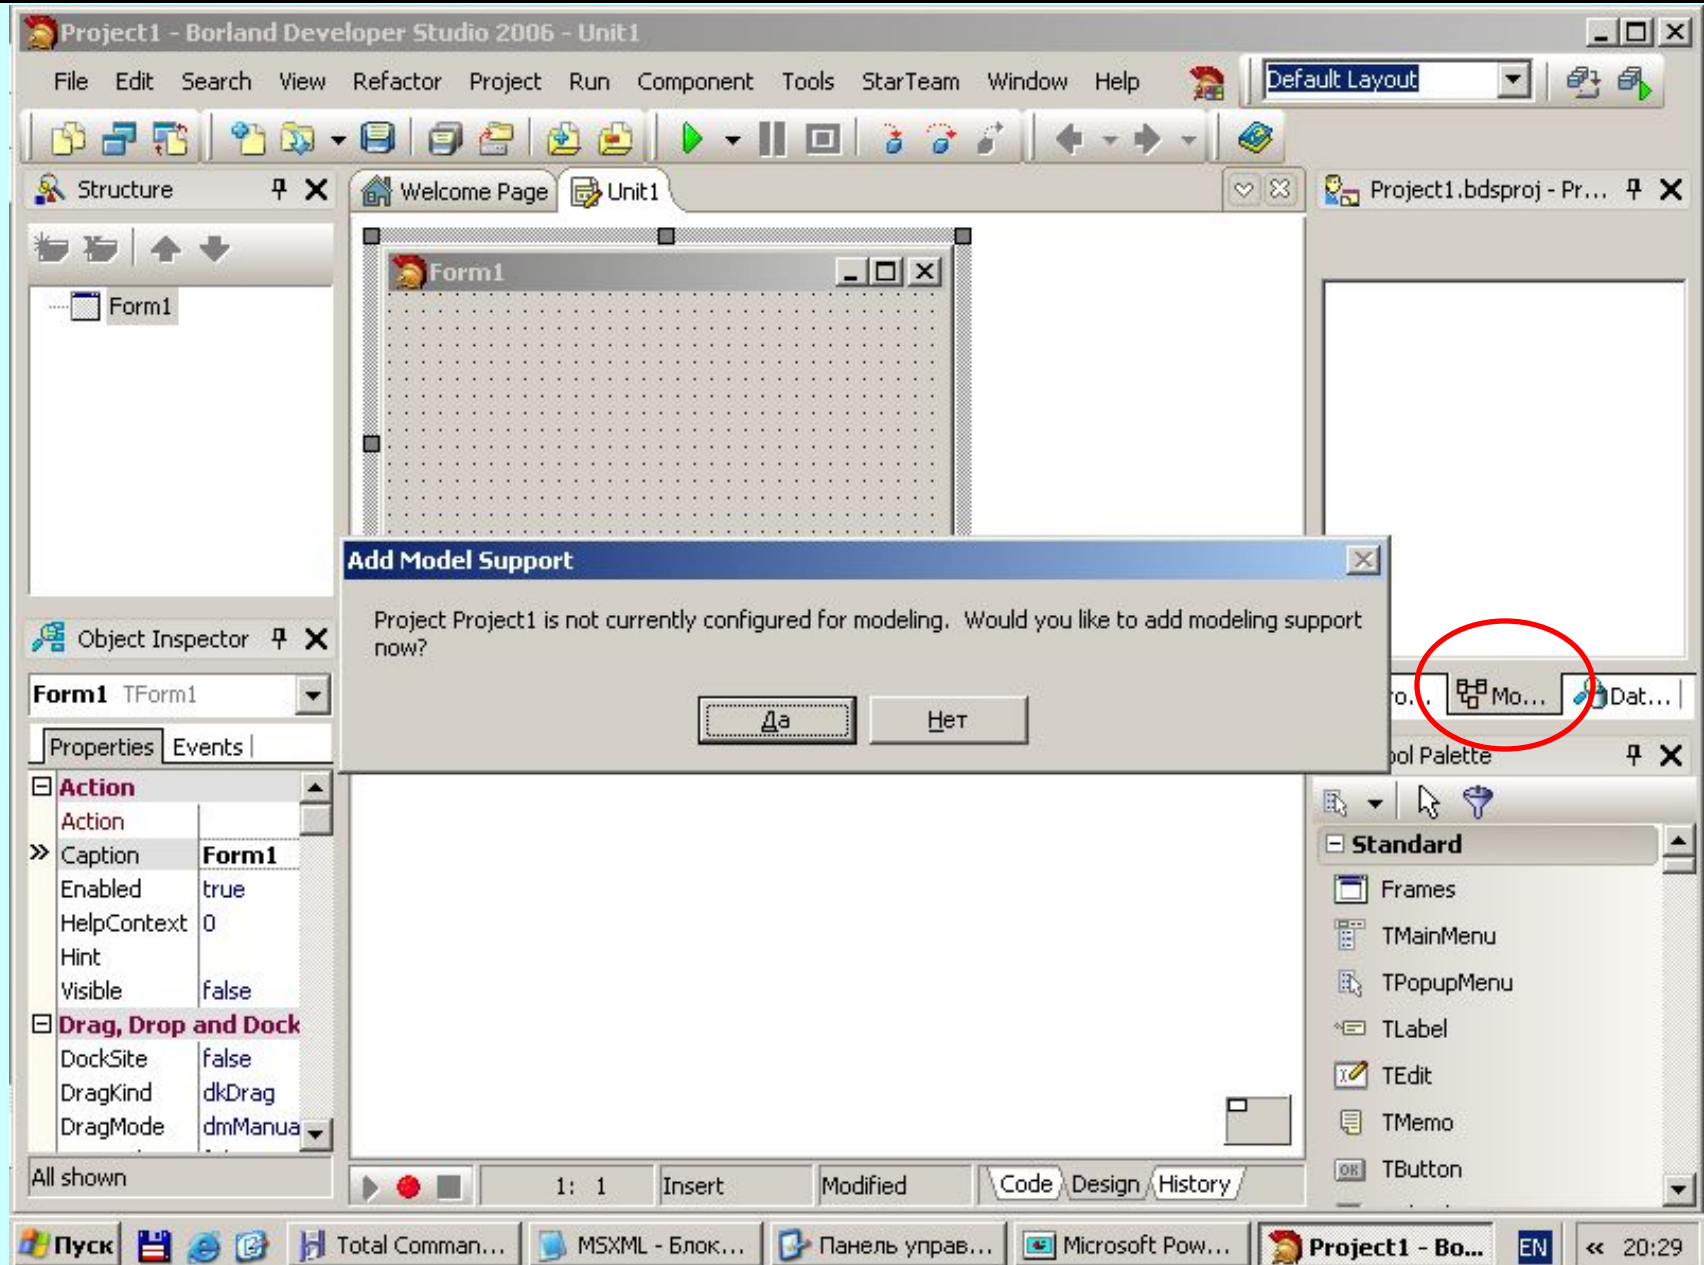 Project1 - Borland Developer Studio 2006 - Unit1
File Edit Search View Refactor Project Run Component Tools StarTeam Window Help Default Layout
Structure
Welcome Page Unit1
Project1.bdsproj - Pr...
Form1
Form1
Add Model Support
Project Project1 is not currently configured for modeling. Would you like to add modeling support
now?
Да Нет
Object Inspector
Form1 TForm1
Properties Events
Action
Action
Caption Form1
Enabled true
HelpContext 0
Hint
Visible false
Drag, Drop and Dock
DockSite false
DragKind dkDrag
DragMode dmManua
All shown
1: 1 Insert Modified Code Design History
o... Mo... Dat...
ool Palette
Standard
Frames
TMainMenu
TPopupMenu
TLabel
TEdit
TMemo
OK TButton
Пуск Total Comman... MSXML - Блок... Панель управ... Microsoft Pow... Project1 - Bo... EN « 20:29